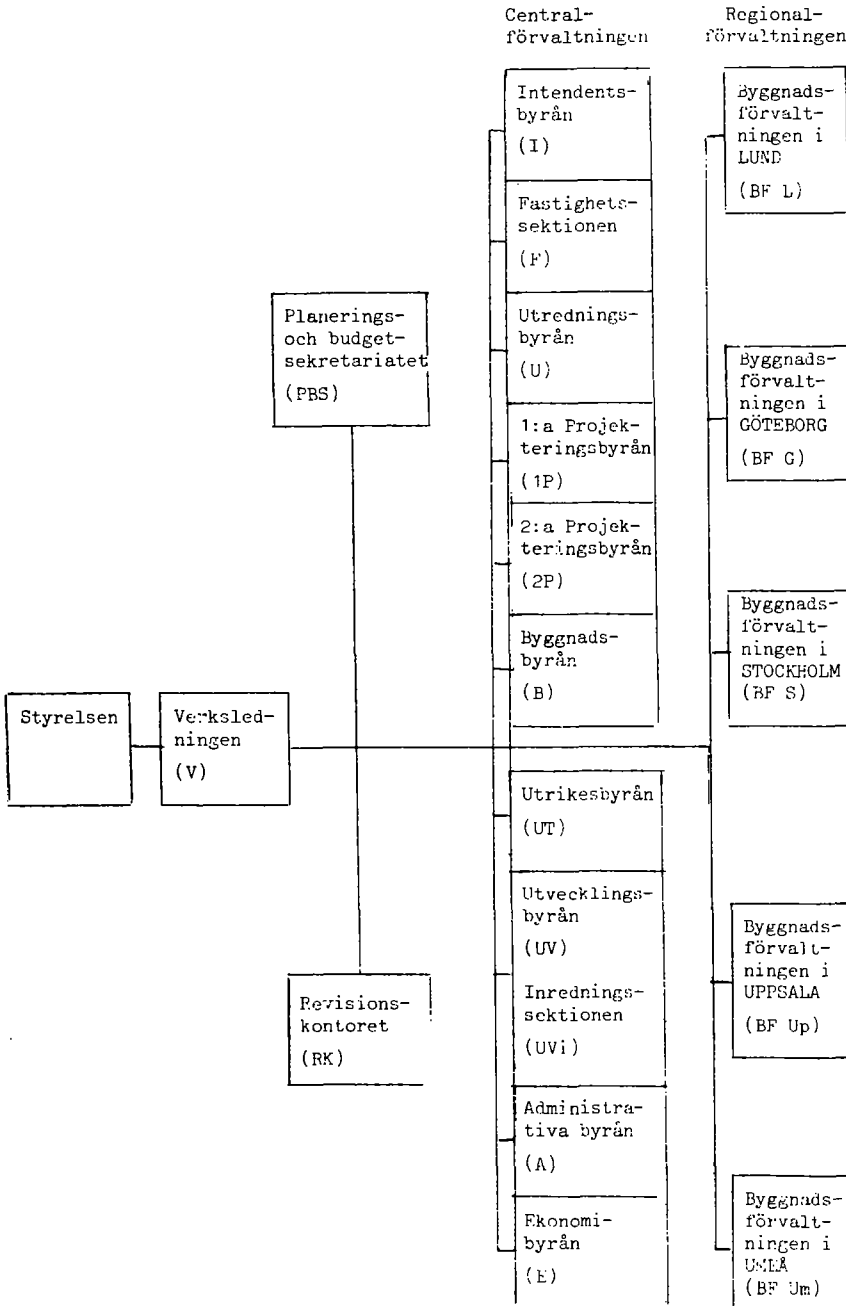 Central-
förvaltningen
Regional-
förvaltningen
Styrelsen
Verksled-
ningen
(V)
Planerings-
och budget-
sekretariatet
(PBS)
Revisions-
kontoret
(RK)
Intendents-
byrån
(I)
Fastighets-
sektionen
(F)
Utrednings-
byrån
(U)
1:a Projek-
teringsbyrån
(1P)
2:a Projek-
teringsbyrån
(2P)
Byggnads-
byrån
(B)
Utrikesbyrån
(UT)
Utvecklings-
byrån
(UV)
Inrednings-
sektionen
(UVi)
Administra-
tiva byrån
(A)
Ekonomi-
byrån
(E)
Byggnads-
förvalt-
ningen i
LUND
(BF L)
Byggnads-
förvalt-
ningen i
GÖTEBORG
(BF G)
Byggnads-
förvalt-
ningen i
STOCKHOLM
(BF S)
Byggnads-
förvalt-
ningen i
UPPSALA
(BF Up)
Byggnads-
förvalt-
ningen i
UMEÅ
(BF Um)